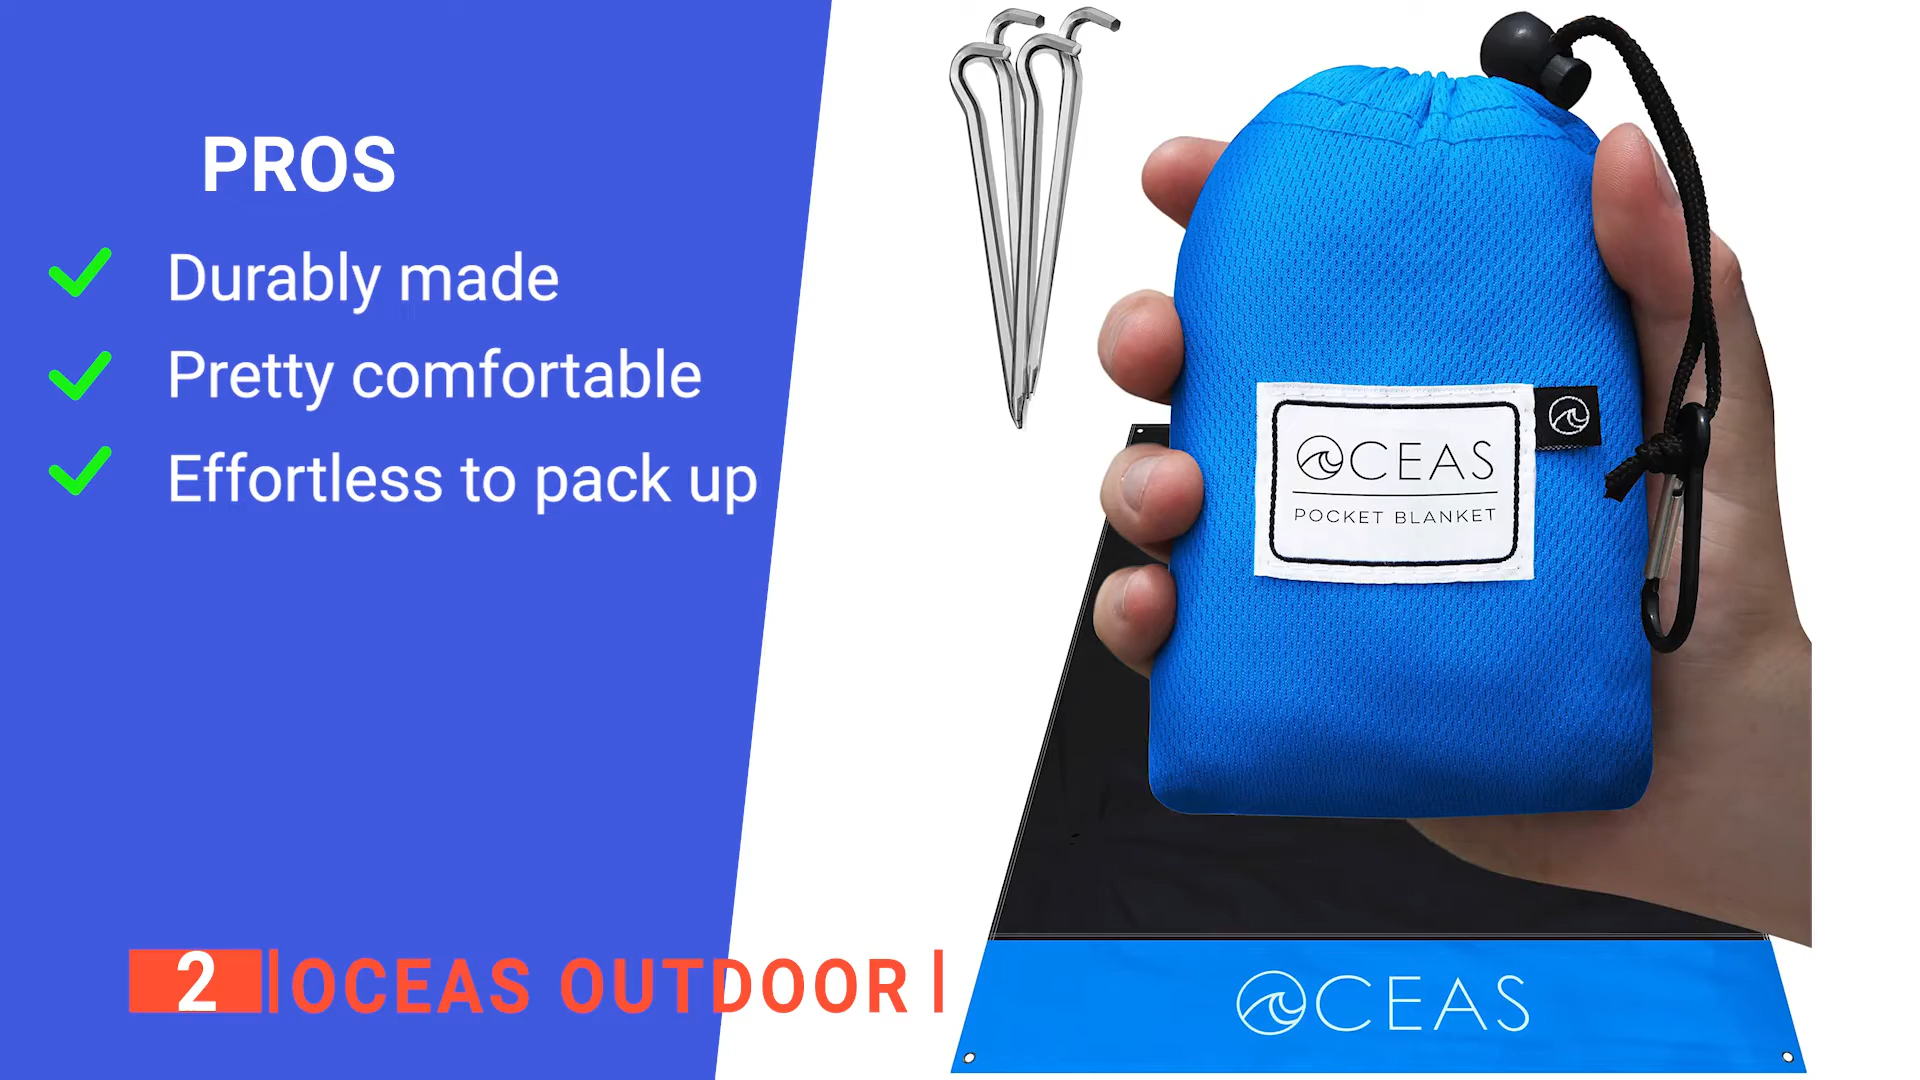 PROS
Durably made
Pretty comfortable
Effortless to pack up
OCEAS
POCKET BLANKET
2
OCEAS OUTDOOR
OCEAS